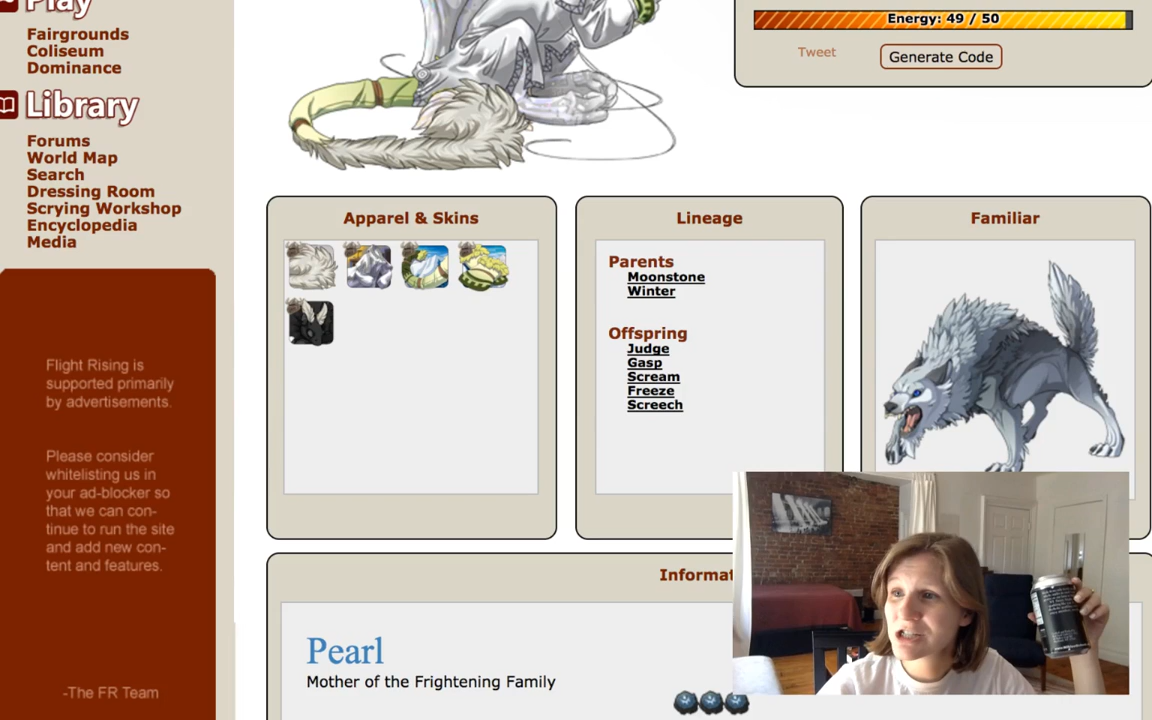 Play
Fairgrounds
Coliseum
Dominance
Library
Forums
World Map
Search
Dressing Room
Scrying Workshop
Encyclopedia
Media
Flight Rising is
supported primarily
by advertisements.
Please consider
whitelisting us in
your ad-blocker so
that we can con-
tinue to run the site
and add new con-
tent and features.
-The FR Team
Energy: 49 / 50
Tweet
Generate Code
Apparel & Skins
Lineage
Parents
Moonstone
Winter
Offspring
Judge
Gasp
Scream
Freeze
Screech
Familiar
Informat
Pearl
Mother of the Frightening Family